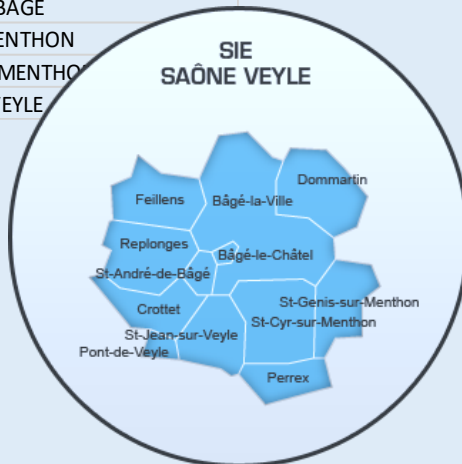 BAGE
ENTHON
MENTHO
EYLE
SIE
SAÔNE VEYLE
Dommartin
Feillens
Bâgé-la-Ville
Replonges
Bâgé-le-Châtel
St-André-de-Bâgé
St-Genis-sur-Menthon
Crottet
St-Cyr-sur-Menthon
St-Jean-sur-Veyle
Pont-de-Veyle
Perrex